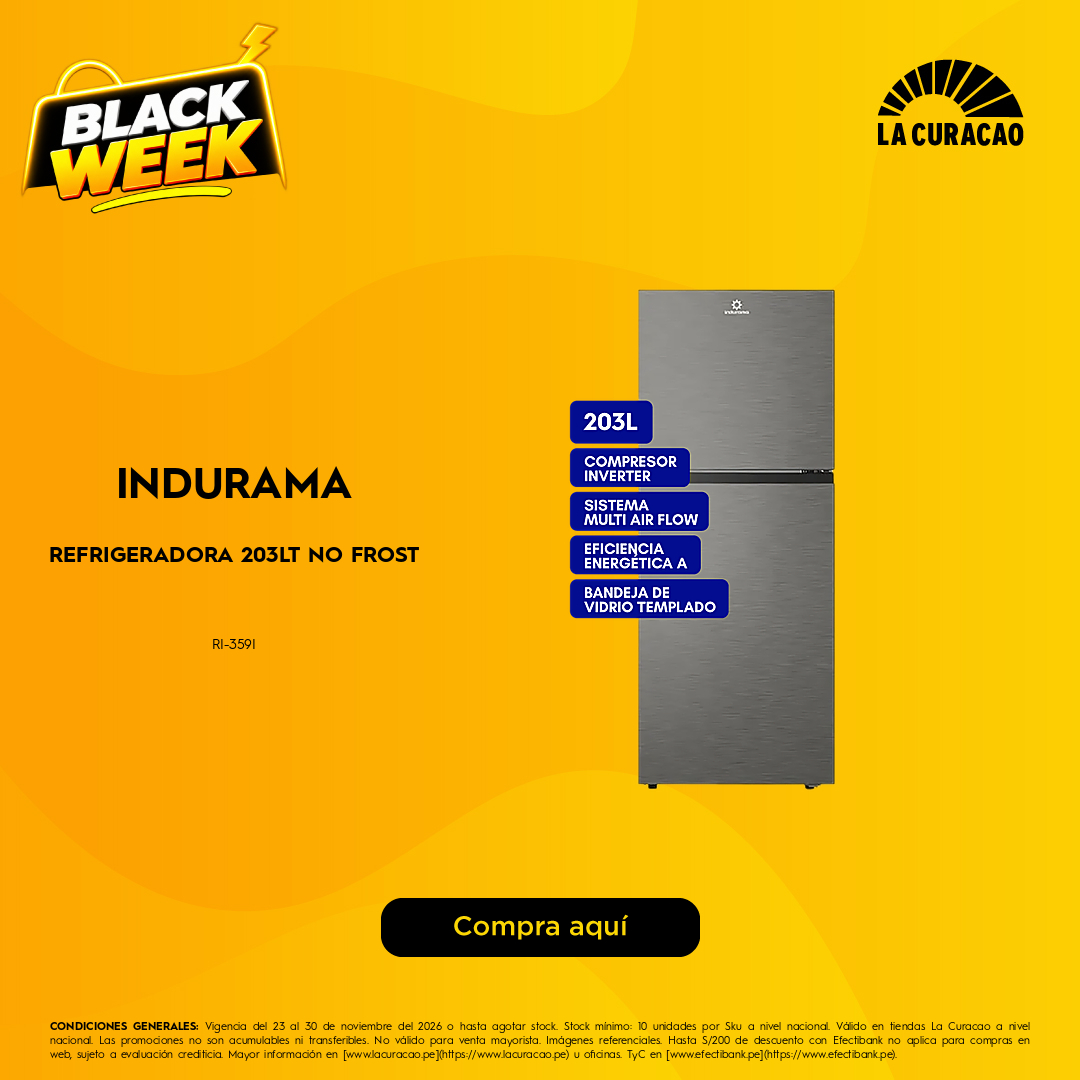 BLACK
WEEK
LA CURACAO
indurama
203L
COMPRESOR
INVERTER
SISTEMA
MULTI AIR FLOW
EFICIENCIA
ENERGÉTICA A
BANDEJA DE
VIDRIO TEMPLADO
INDURAMA
REFRIGERADORA 203LT NO FROST
RI-359I
Compra aquí
CONDICIONES GENERALES: Vigencia del 23 al 30 de noviembre del 2026 o hasta agotar stock. Stock mínimo: 10 unidades por Sku a nivel nacional. Válido en tiendas La Curacao a nivel
nacional. Las promociones no son acumulables ni transferibles. No válido para venta mayorista. Imágenes referenciales. Hasta S/200 de descuento con Efectibank no aplica para compras en
web, sujeto a evaluación crediticia. Mayor información en [www.lacuracao.pe](https://www.lacuracao.pe) u oficinas. TyC en [www.efectibank.pe](https://www.efectibank.pe).